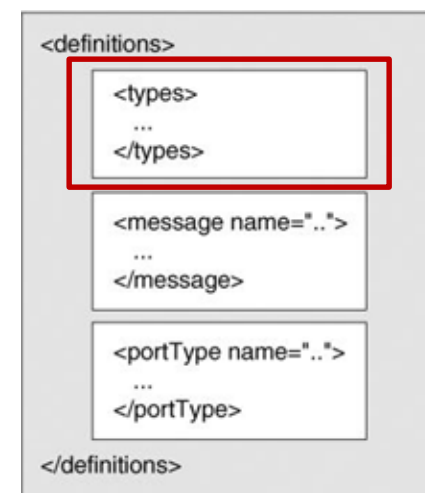 <definitions>
<types>
...
</types>
<message name="..">
...
</message>
<portType name="..">
...
</portType>
</definitions>